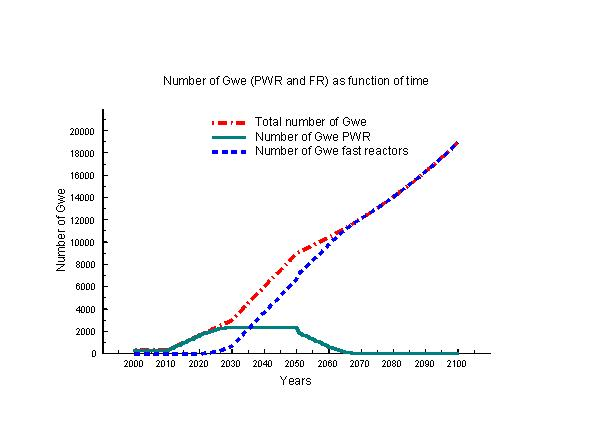 Number of Gwe (PWR and FR) as function of time
Total number of Gwe
Number of Gwe PWR
Number of Gwe fast reactors
Number of Gwe
20000
18000
16000
14000
12000
10000
8000
6000
4000
2000
0
2000 2010 2020 2030 2040 2050 2060 2070 2080 2090 2100
Years